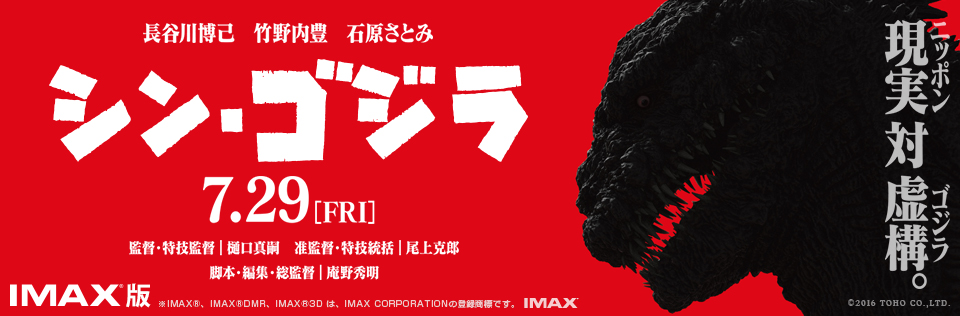 長谷川博己 竹野内豊 石原さとみ
シン・ゴジラ
7.29[FRI]
監督・特技監督|樋口真嗣 准監督・特技統括|尾上克郎
脚本・編集・総監督|庵野秀明
IMAX®版
※IMAX®、IMAX®DMR、IMAX®3D は、IMAX CORPORATIONの登録商標です。 IMAX
ニッポン
現実対虚構。
ゴジラ
©2016 TOHO CO.,LTD.